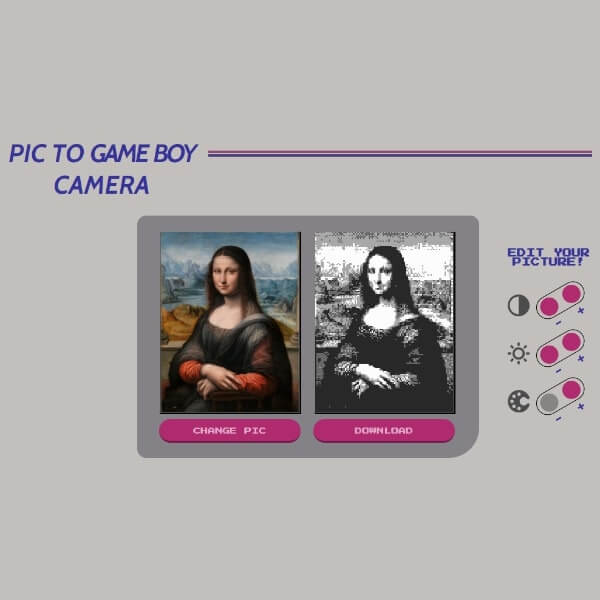 PIC TO GAME BOY
CAMERA
EDIT YOUR
PICTURE?
- +
- +
- +
CHANGE PIC
DOWNLOAD